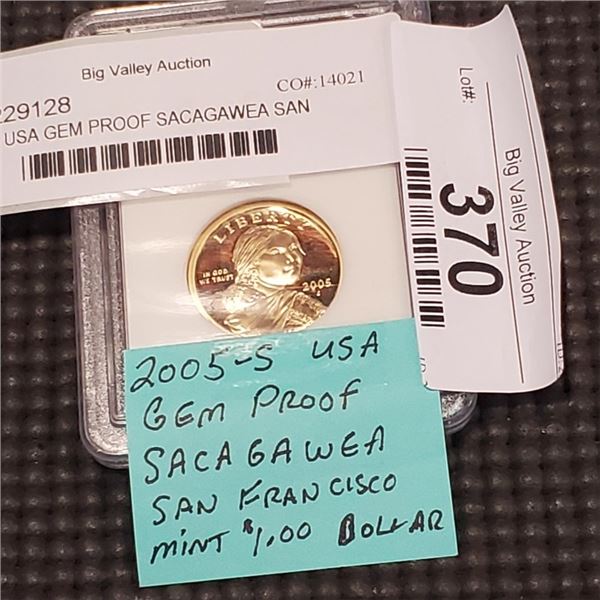 Big Valley Auction
CO#:14021
229128
USA GEM PROOF SACAGAWEA SAN
Lot#:
370
Big Valley Auction
LIBERTY
IN GOD
WE TRUST
2005
S
2005-S USA
GEM PROOF
SACAGAWEA
SAN FRANCISCO
MINT $1.00 DOLLAR